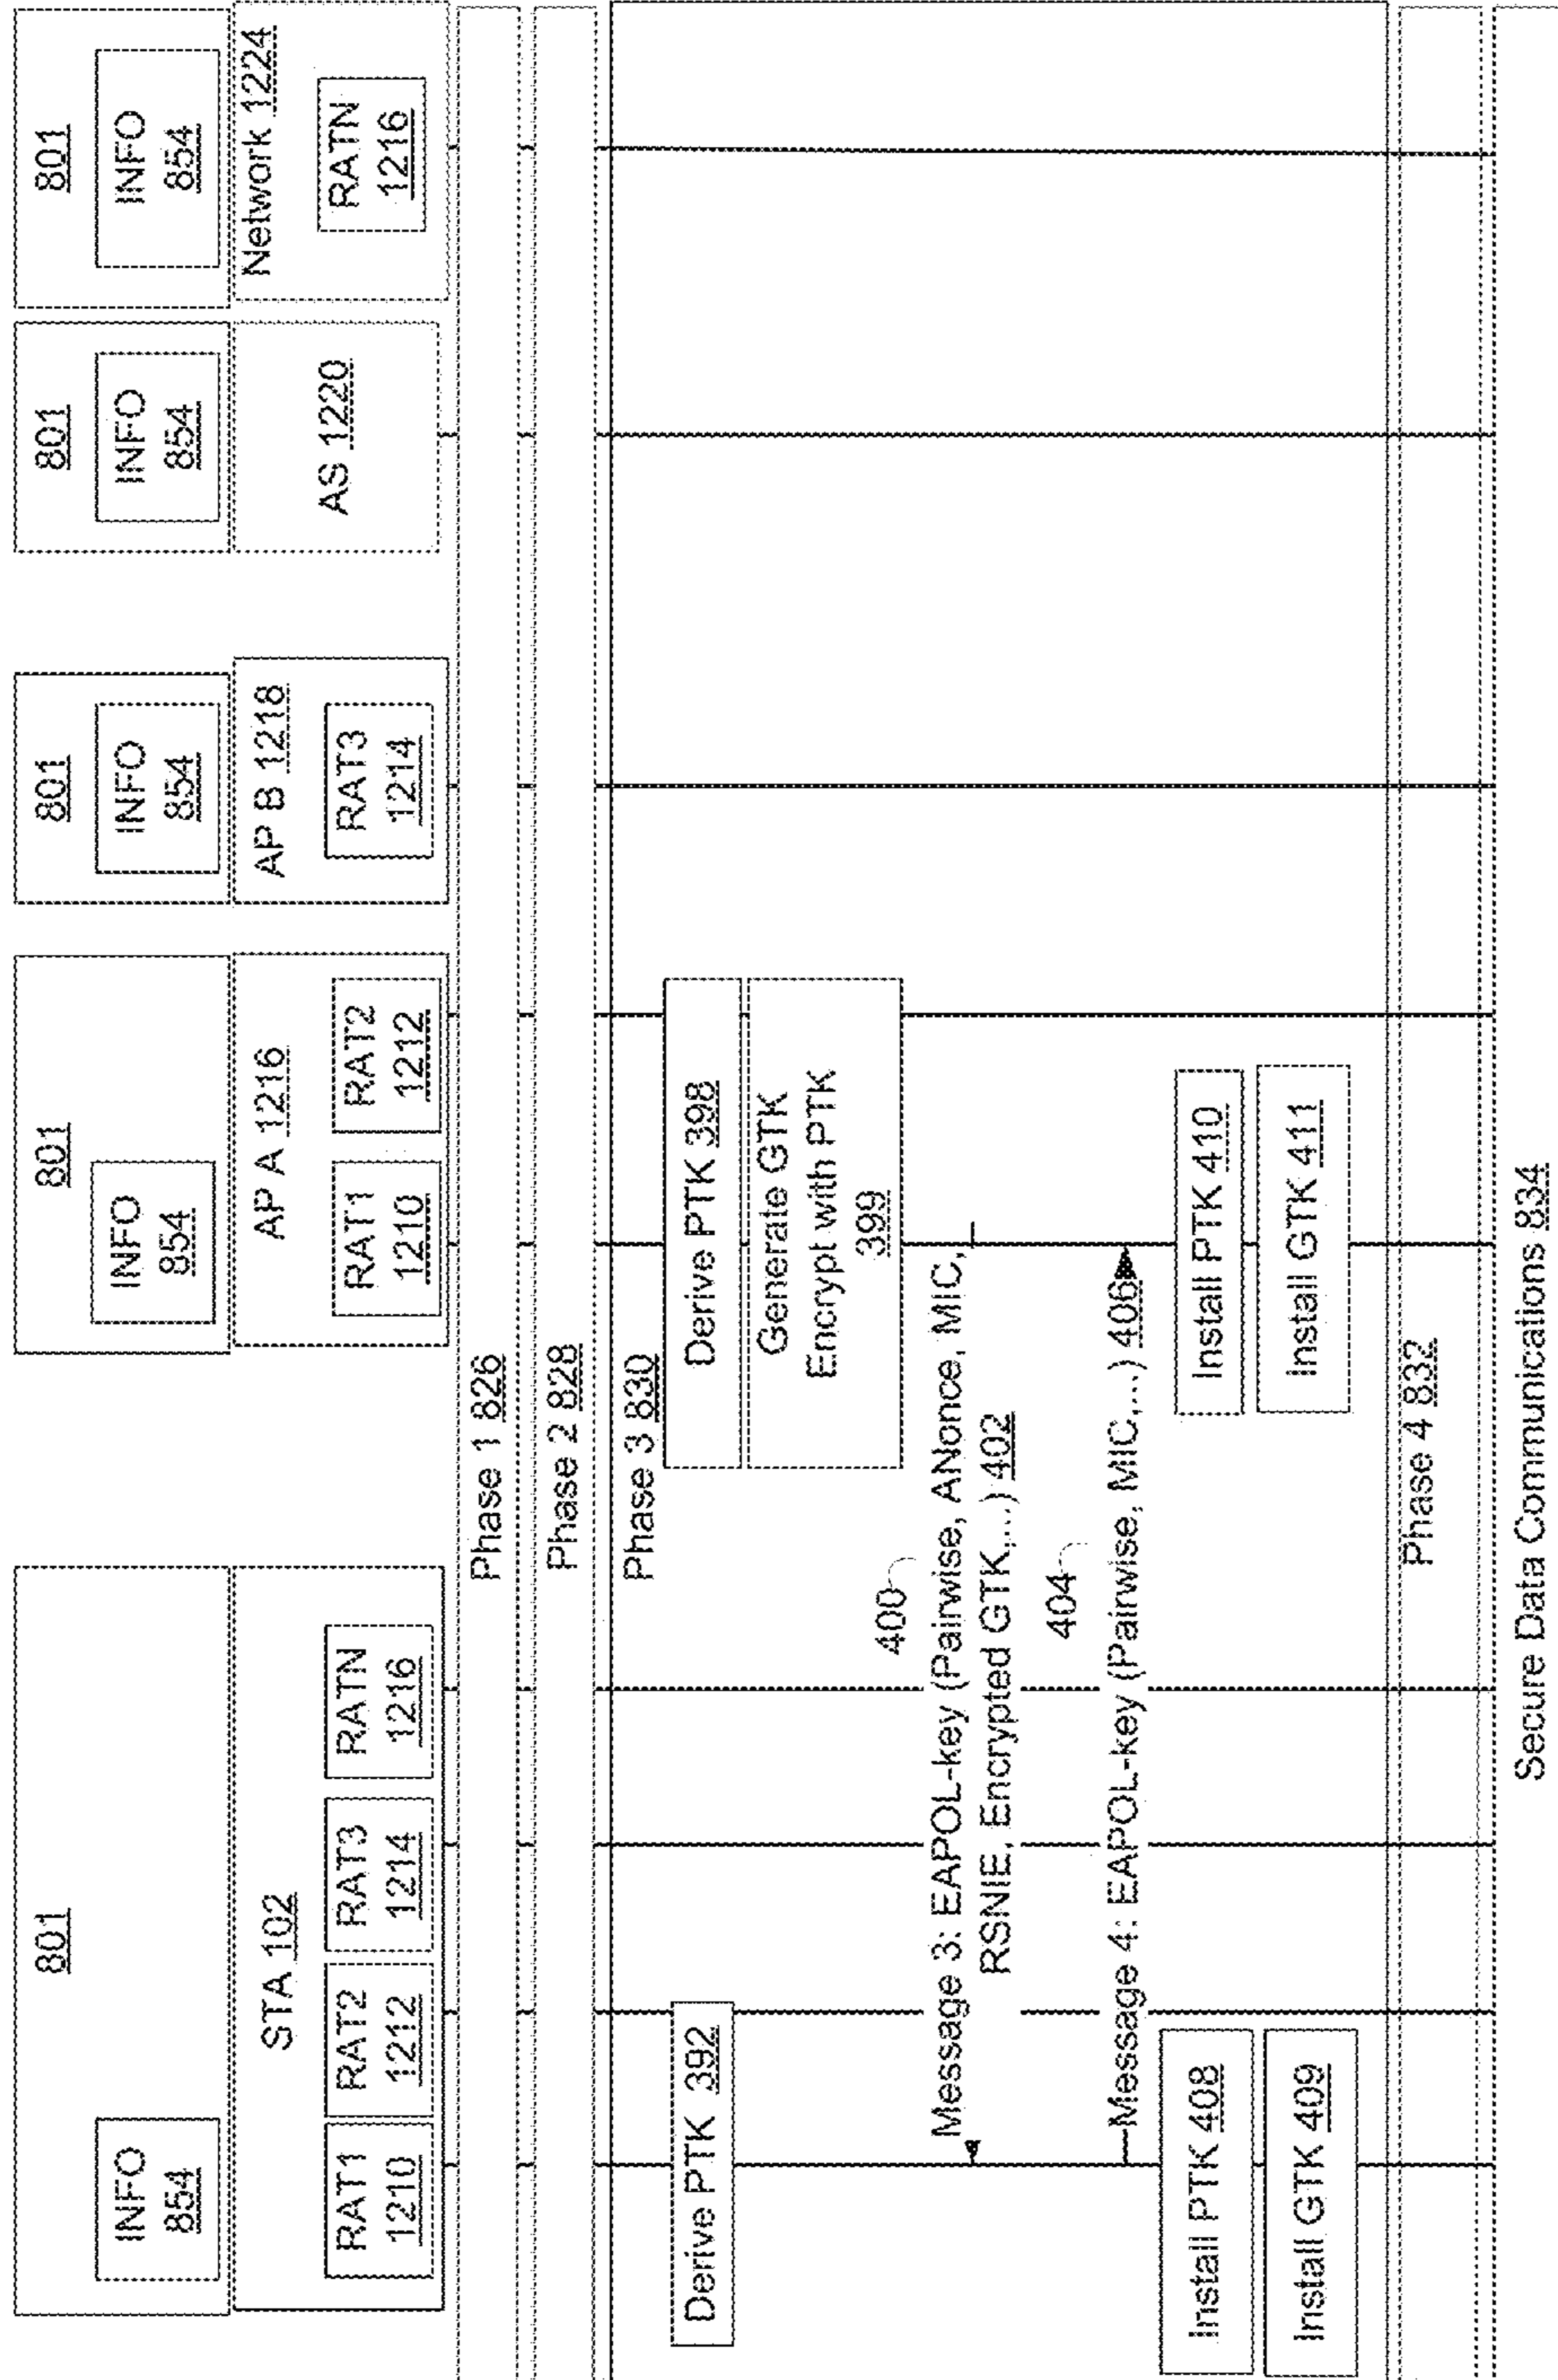 801
INFO
854
STA 102
RAT1
1210
RAT2
1212
RAT3
1214
RATN
1216
801
INFO
854
AP A 1216
RAT1
1210
RAT2
1212
801
INFO
854
AP B 1218
RAT3
1214
801
INFO
854
AS 1220
801
INFO
854
Network 1224
RATN
1216
Phase 1 826
Phase 2 828
Phase 3 830
Derive PTK 392
Derive PTK 398
Generate GTK
Encrypt with PTK
399
400
Message 3: EAPOL-key (Pairwise, ANonce, MIC,
RSNIE, Encrypted GTK,...) 402
404
Message 4: EAPOL-key (Pairwise, MIC,...) 406
Install PTK 408
Install GTK 409
Install PTK 410
Install GTK 411
Phase 4 832
Secure Data Communications 834